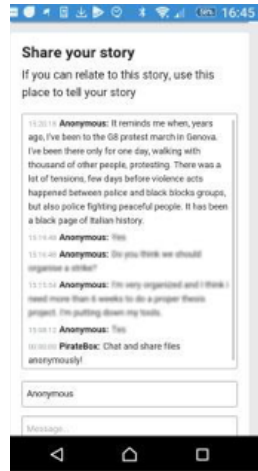 16:45
Share your story
If you can relate to this story, use this
place to tell your story
Anonymous: It reminds me when, years
ago, I've been to the G8 protest march in Genova.
I've been there only for one day, walking with
thousand of other people, protesting. There was a
lot of tensions, few days before violence acts
happened between police and black blocks groups,
but also police fighting peaceful people. It has been
a black page of Italian history.
Anonymous: Yes
Anonymous: Do you think we should
organise a strike?
Anonymous: I'm very organized and I think I
need more than 6 weeks to do a proper thesis
project. I'm putting down my tools.
Anonymous: Yes
PirateBox: Chat and share files
anonymously!
Anonymous
Message...